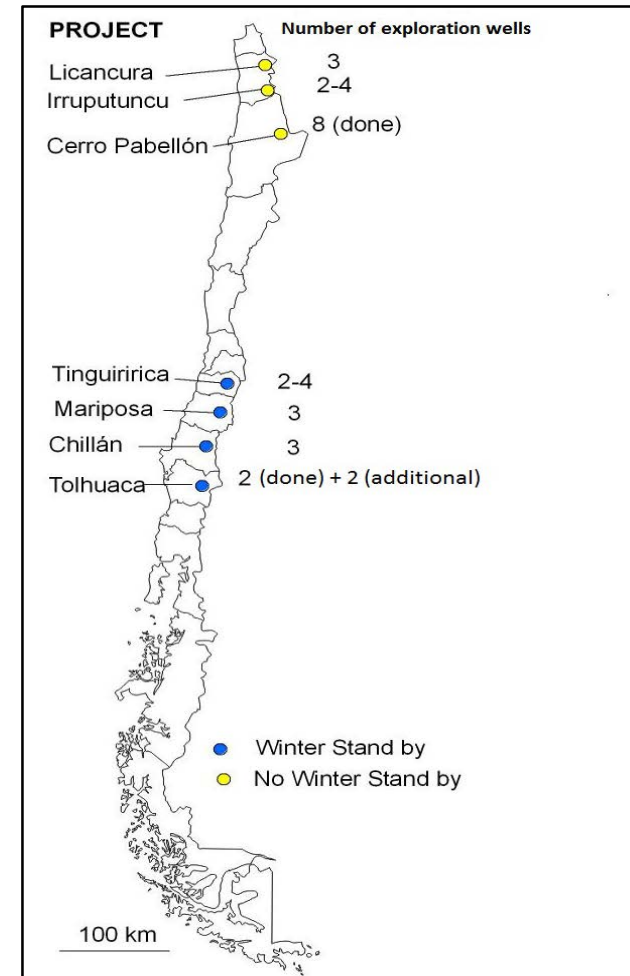 PROJECT Number of exploration wells
Licancura 3
Irruputuncu 2-4
Cerro Pabellón 8 (done)
Tinguiririca 2-4
Mariposa 3
Chillán 3
Tolhuaca 2 (done) + 2 (additional)
Winter Stand by
No Winter Stand by
100 km